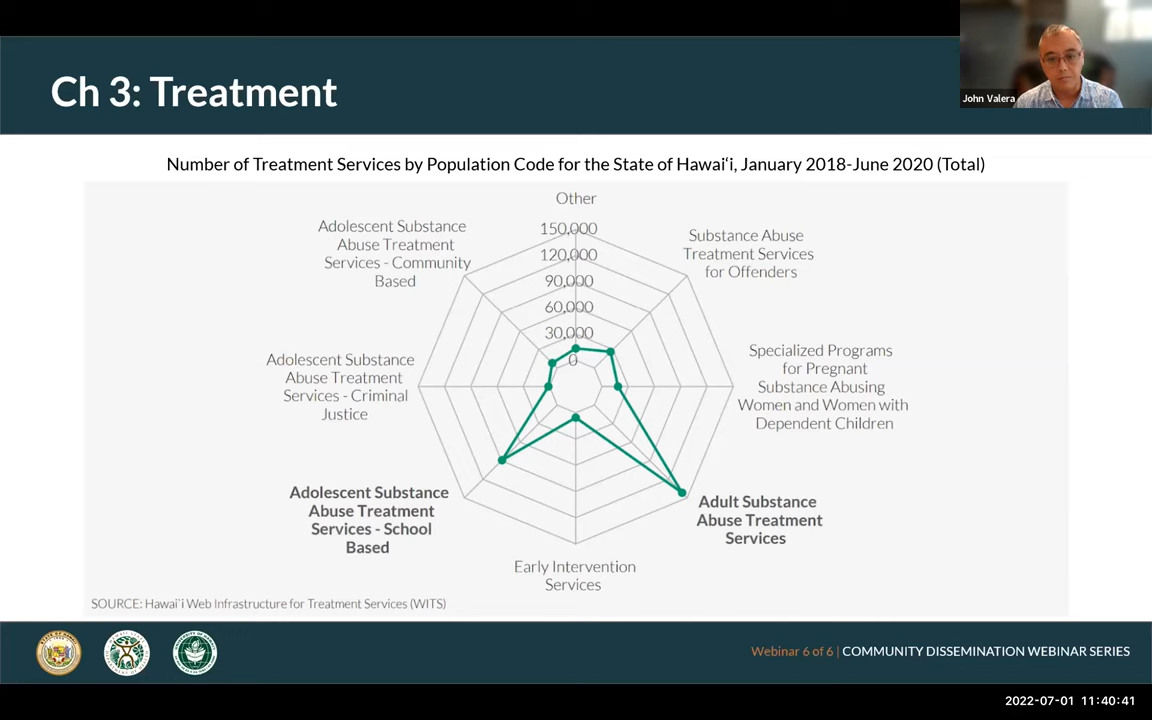 Ch 3: Treatment
John Valera
Number of Treatment Services by Population Code for the State of Hawaiʻi, January 2018-June 2020 (Total)
Other
150,000
120,000
90,000
60,000
30,000
0
Substance Abuse
Treatment Services
for Offenders
Specialized Programs
for Pregnant
Substance Abusing
Women and Women with
Dependent Children
Adult Substance
Abuse Treatment
Services
Early Intervention
Services
Adolescent Substance
Abuse Treatment
Services - School
Based
Adolescent Substance
Abuse Treatment
Services - Criminal
Justice
Adolescent Substance
Abuse Treatment
Services - Community
Based
SOURCE: Hawai`i Web Infrastructure for Treatment Services (WITS)
Webinar 6 of 6 | COMMUNITY DISSEMINATION WEBINAR SERIES
2022-07-01 11:40:41